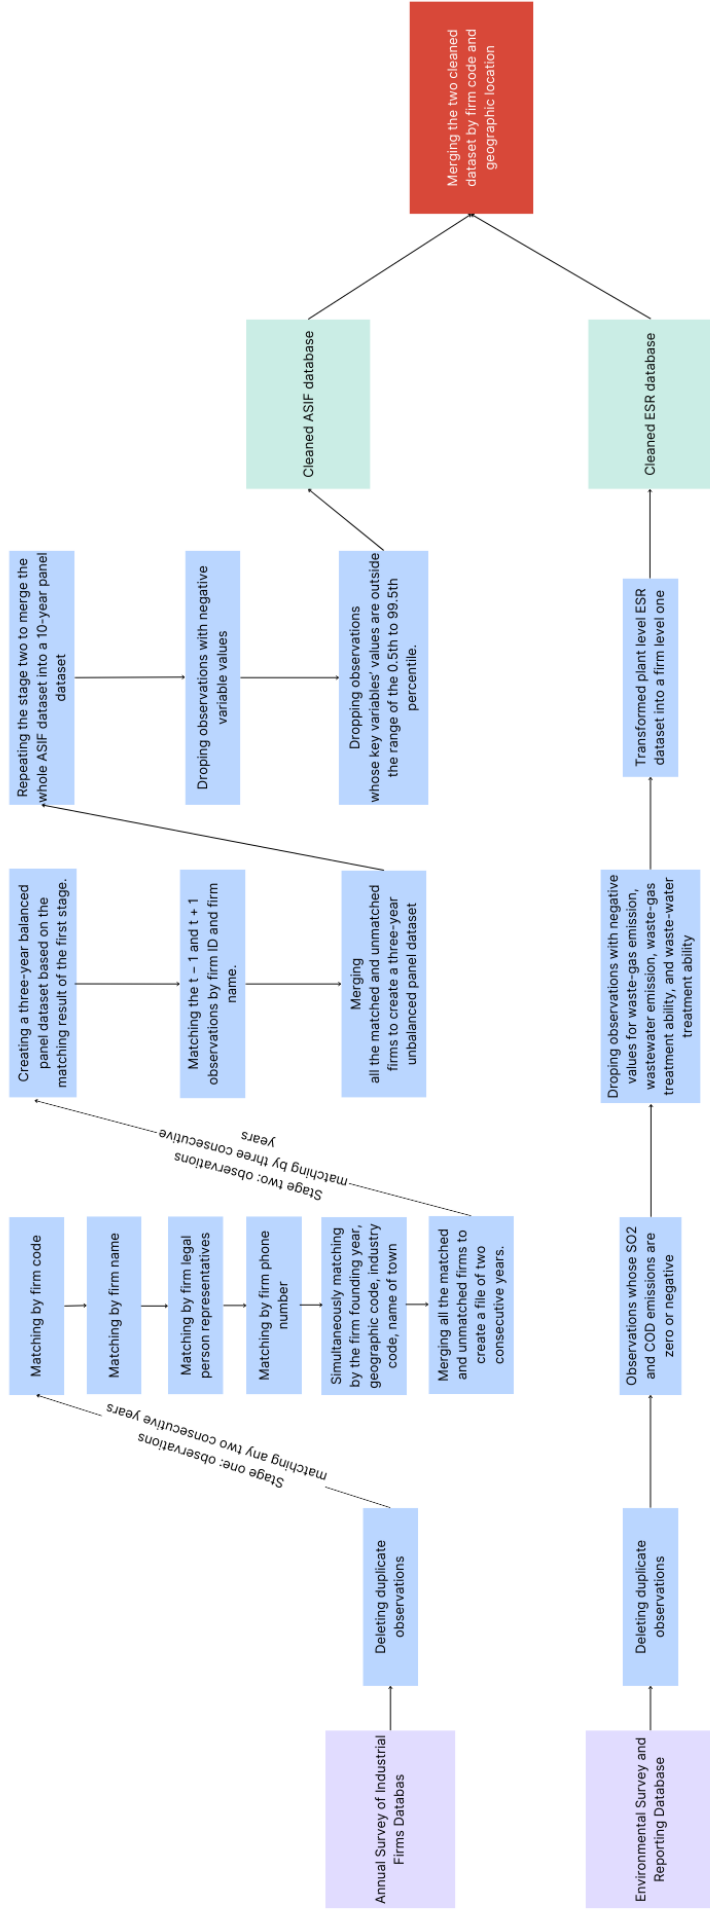 Annual Survey of Industrial
Firms Databas
Deleting duplicate
observations
Stage one: observations
matching any two consecutive years
Matching by firm code
Matching by firm name
Matching by firm legal
person representatives
Matching by firm phone
number
Simultaneously matching
by the firm founding year,
geographic code, industry
code, name of town
Merging all the matched
and unmatched firms to
create a file of two
consecutive years.
Stage two: observations
matching by three consecutive
years
Creating a three-year balanced
panel dataset based on the
matching result of the first stage.
Matching the t − 1 and t + 1
observations by firm ID and firm
name.
Merging
all the matched and unmatched
firms to create a three-year
unbalanced panel dataset
Repeating the stage two to merge the
whole ASIF dataset into a 10-year panel
dataset
Droping observations with negative
variable values
Dropping observations
whose key variables' values are outside
the range of the 0.5th to 99.5th
percentile.
Cleaned ASIF database
Environmental Survey and
Reporting Database
Deleting duplicate
observations
Observations whose SO2
and COD emissions are
zero or negative
Droping observations with negative
values for waste-gas emission,
wastewater emission, waste-gas
treatment ability, and waste-water
treatment ability
Transformed plant level ESR
dataset into a firm level one
Cleaned ESR database
Merging the two cleaned
dataset by firm code and
geographic location